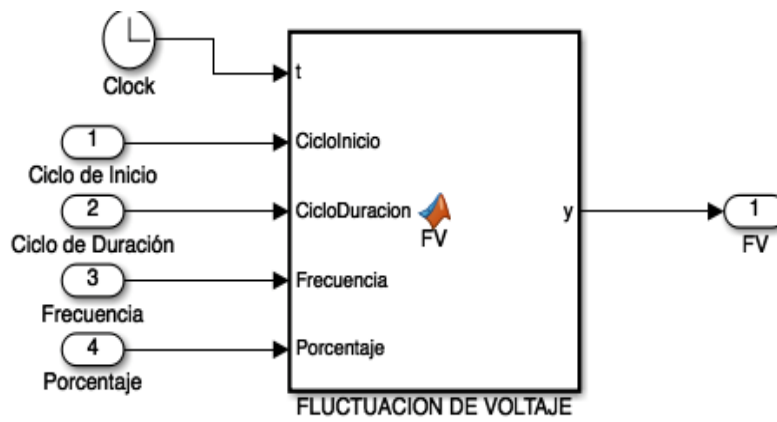 Clock
t
1
CicloInicio
Ciclo de Inicio
2
CicloDuracion
y
1
Ciclo de Duración
FV
FV
3
Frecuencia
Frecuencia
4
Porcentaje
Porcentaje
FLUCTUACION DE VOLTAJE